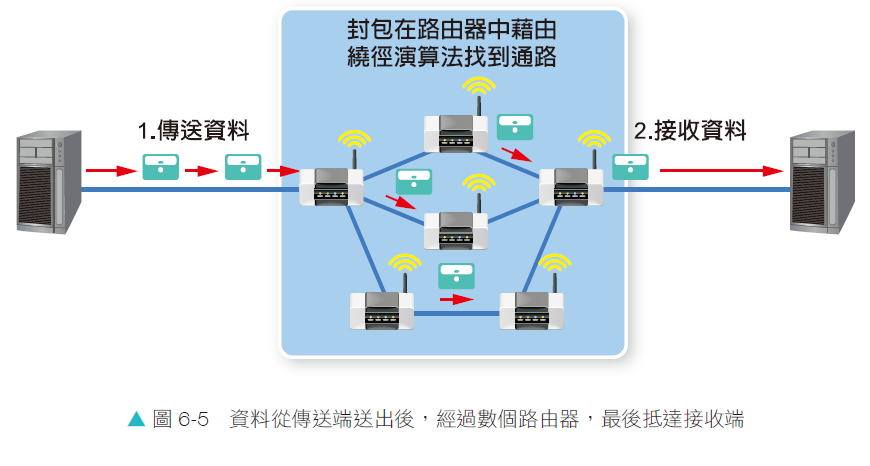 封包在路由器中藉由
繞徑演算法找到通路
1.傳送資料
2.接收資料
▲ 圖 6-5　資料從傳送端送出後，經過數個路由器，最後抵達接收端